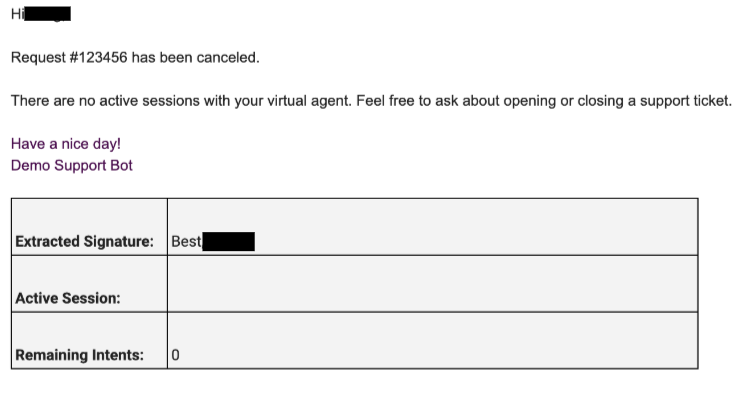 Hi
Request #123456 has been canceled.
There are no active sessions with your virtual agent. Feel free to ask about opening or closing a support ticket.
Have a nice day!
Demo Support Bot
Extracted Signature: Best
Active Session:
Remaining Intents: 0